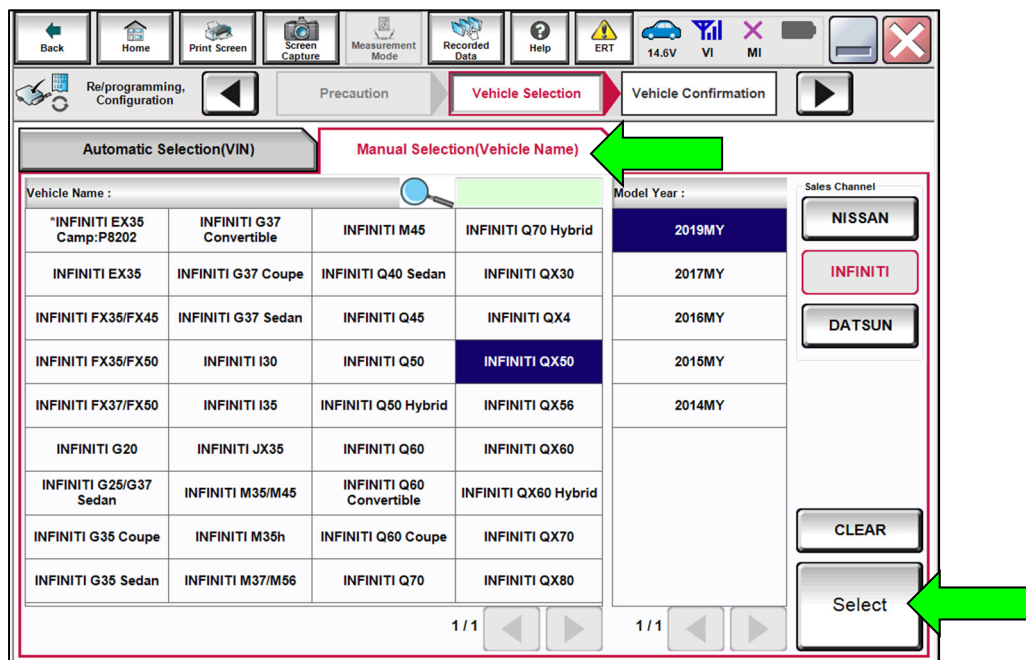 Back
Home
Print Screen
Screen
Capture
Measurement
Mode
Recorded
Data
Help
ERT
14.6V
VI
MI
Re/programming,
Configuration
Precaution
Vehicle Selection
Vehicle Confirmation
Automatic Selection(VIN)
Manual Selection(Vehicle Name)
Vehicle Name :
Model Year :
Sales Channel
*INFINITI EX35
Camp:P8202
INFINITI G37
Convertible
INFINITI M45
INFINITI Q70 Hybrid
2019MY
NISSAN
INFINITI EX35
INFINITI G37 Coupe
INFINITI Q40 Sedan
INFINITI QX30
2017MY
INFINITI
INFINITI FX35/FX45
INFINITI G37 Sedan
INFINITI Q45
INFINITI QX4
2016MY
DATSUN
INFINITI FX35/FX50
INFINITI I30
INFINITI Q50
INFINITI QX50
2015MY
INFINITI FX37/FX50
INFINITI I35
INFINITI Q50 Hybrid
INFINITI QX56
2014MY
INFINITI G20
INFINITI JX35
INFINITI Q60
INFINITI QX60
INFINITI G25/G37
Sedan
INFINITI M35/M45
INFINITI Q60
Convertible
INFINITI QX60 Hybrid
INFINITI G35 Coupe
INFINITI M35h
INFINITI Q60 Coupe
INFINITI QX70
CLEAR
INFINITI G35 Sedan
INFINITI M37/M56
INFINITI Q70
INFINITI QX80
Select
1/1
1/1